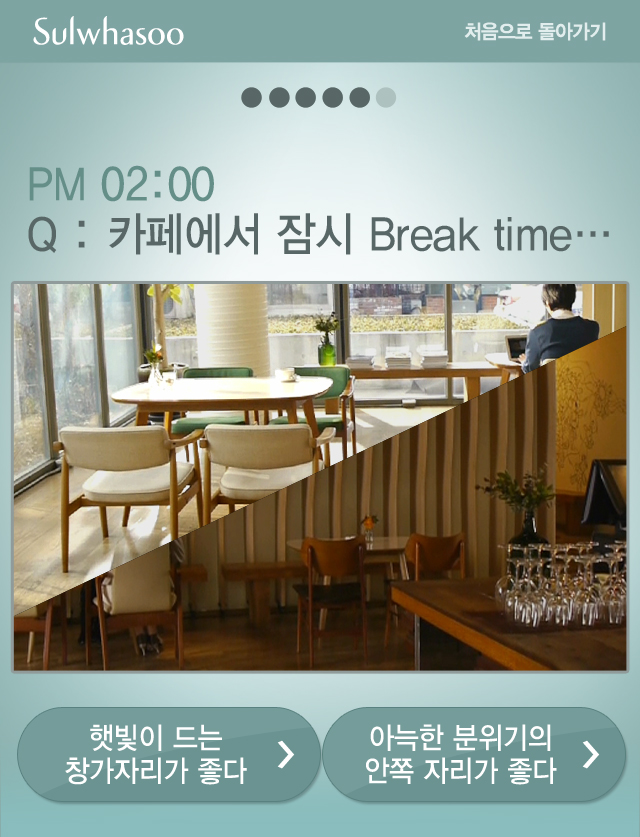 Sulwhasoo 처음으로 돌아가기
PM 02:00
Q : 카페에서 잠시 Break time…
햇빛이 드는
창가자리가 좋다
아늑한 분위기의
안쪽 자리가 좋다